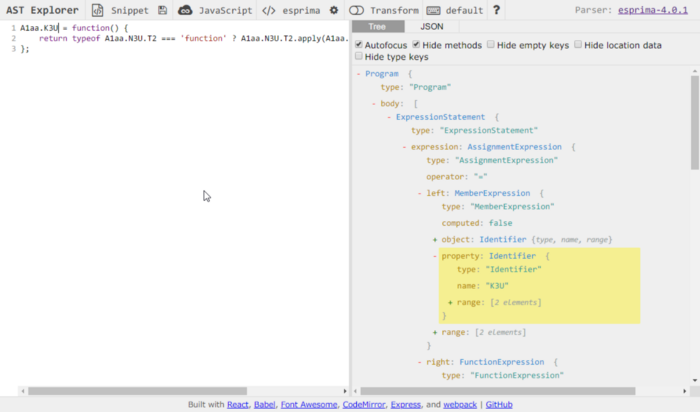 AST Explorer Snippet JavaScript </> esprima Transform default ? Parser: esprima-4.0.1
1 A1aa.K3U = function() {
2 return typeof A1aa.N3U.T2 === 'function' ? A1aa.N3U.T2.apply(A1aa.
3 };
Tree JSON
Autofocus Hide methods Hide empty keys Hide location data
Hide type keys
- Program {
type: "Program"
- body: [
- ExpressionStatement {
type: "ExpressionStatement"
- expression: AssignmentExpression {
type: "AssignmentExpression"
operator: "="
- left: MemberExpression {
type: "MemberExpression"
computed: false
+ object: Identifier {type, name, range}
- property: Identifier {
type: "Identifier"
name: "K3U"
+ range: [2 elements]
}
+ range: [2 elements]
}
- right: FunctionExpression {
type: "FunctionExpression"
Built with React, Babel, Font Awesome, CodeMirror, Express, and webpack | GitHub